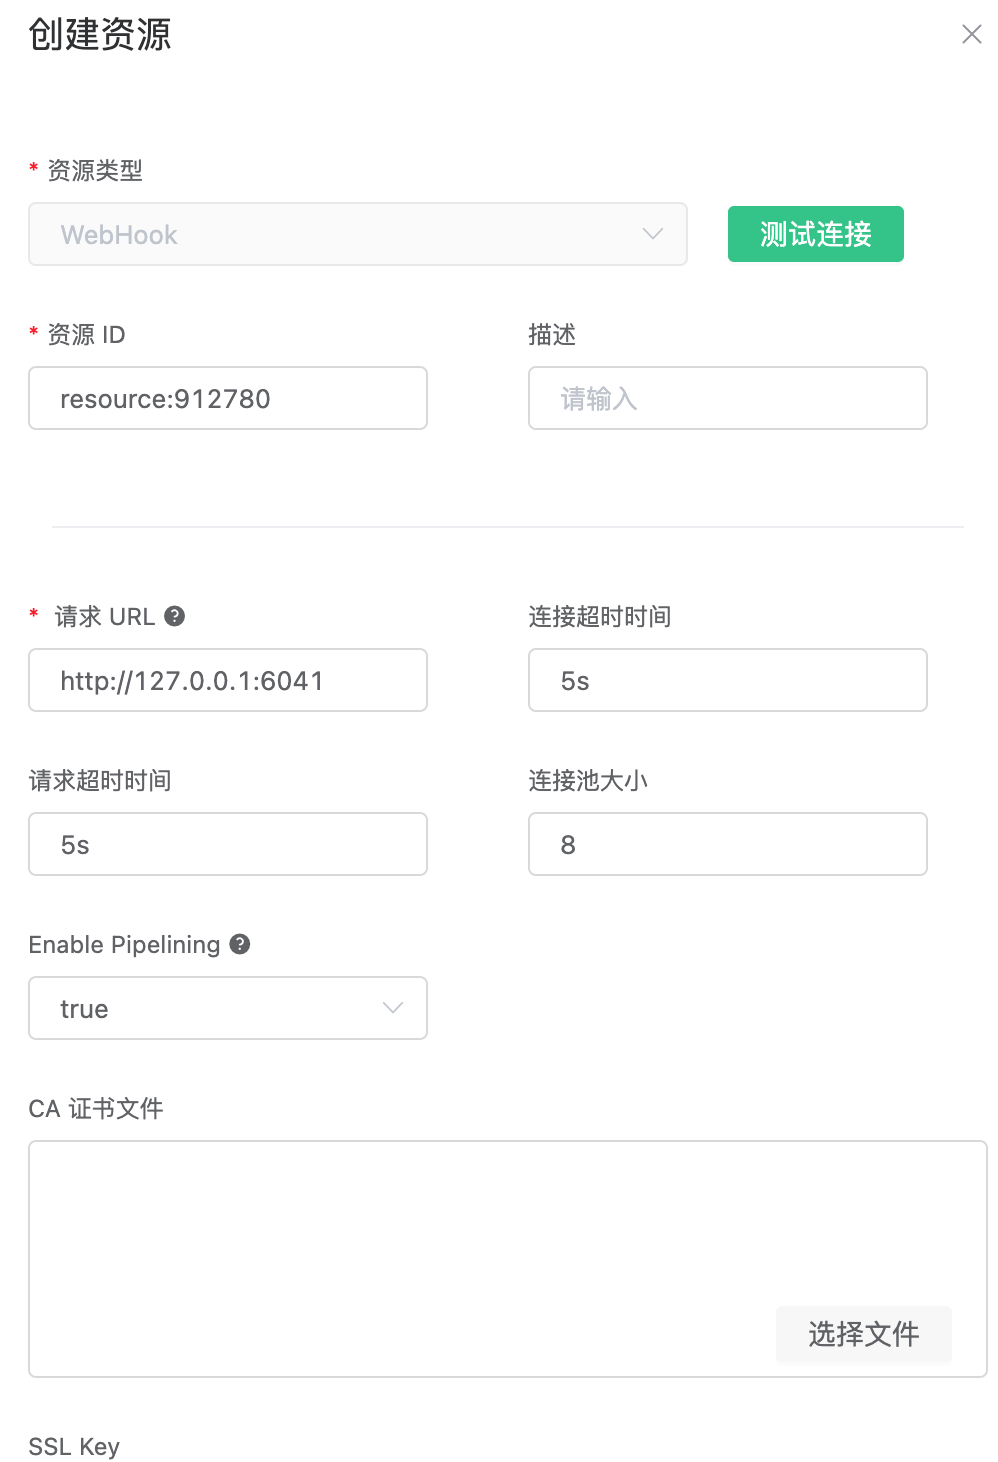 创建资源
* 资源类型
WebHook
测试连接
* 资源 ID
描述
resource:912780
请输入
* 请求 URL ?
连接超时时间
http://127.0.0.1:6041
5s
请求超时时间
连接池大小
5s
8
Enable Pipelining ?
true
CA 证书文件
选择文件
SSL Key